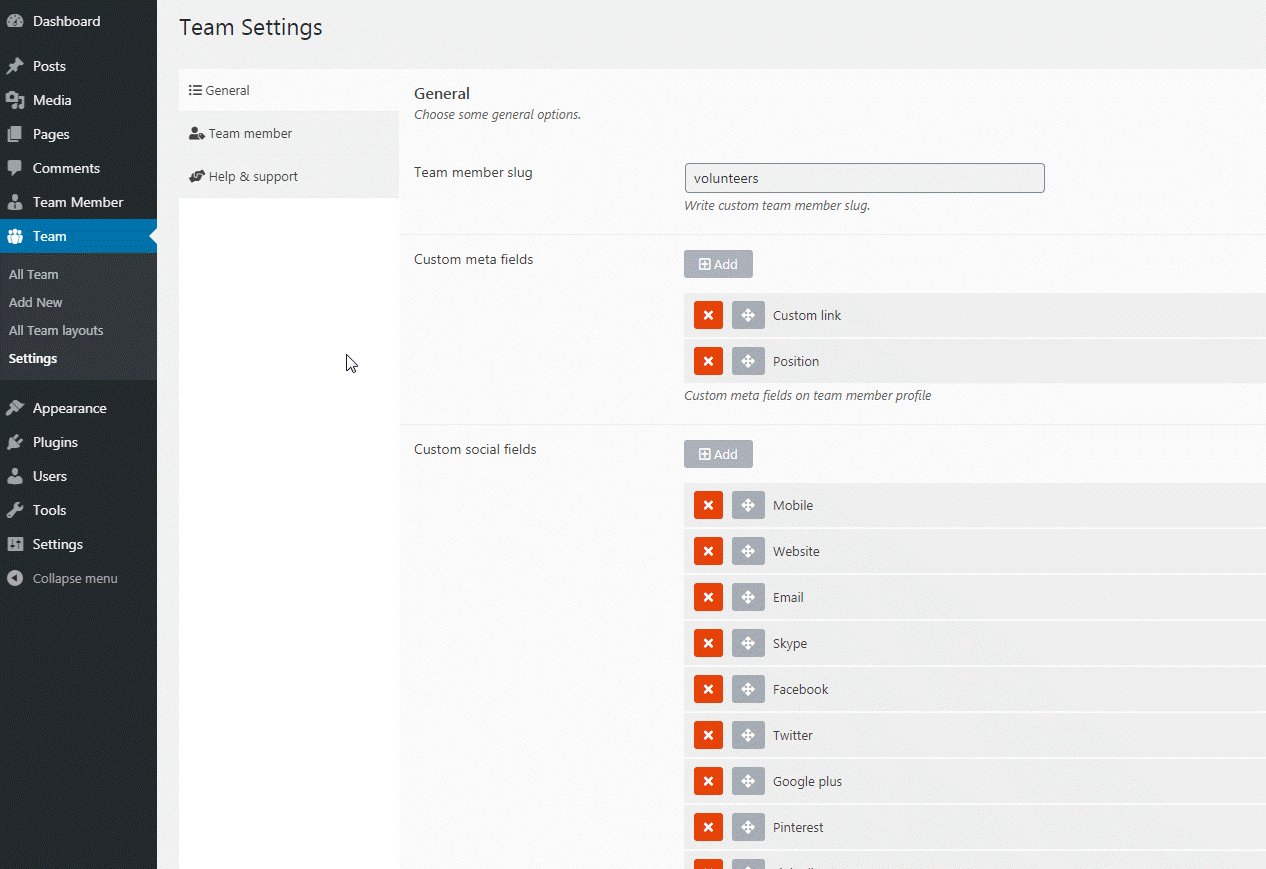 Dashboard
Posts
Media
Pages
Comments
Team Member
Team
All Team
Add New
All Team layouts
Settings
Appearance
Plugins
Users
Tools
Settings
Collapse menu
Team Settings
General
Team member
Help & support
General
Choose some general options.
Team member slug
volunteers
Write custom team member slug.
Custom meta fields
Add
Custom link
Position
Custom meta fields on team member profile
Custom social fields
Add
Mobile
Website
Email
Skype
Facebook
Twitter
Google plus
Pinterest